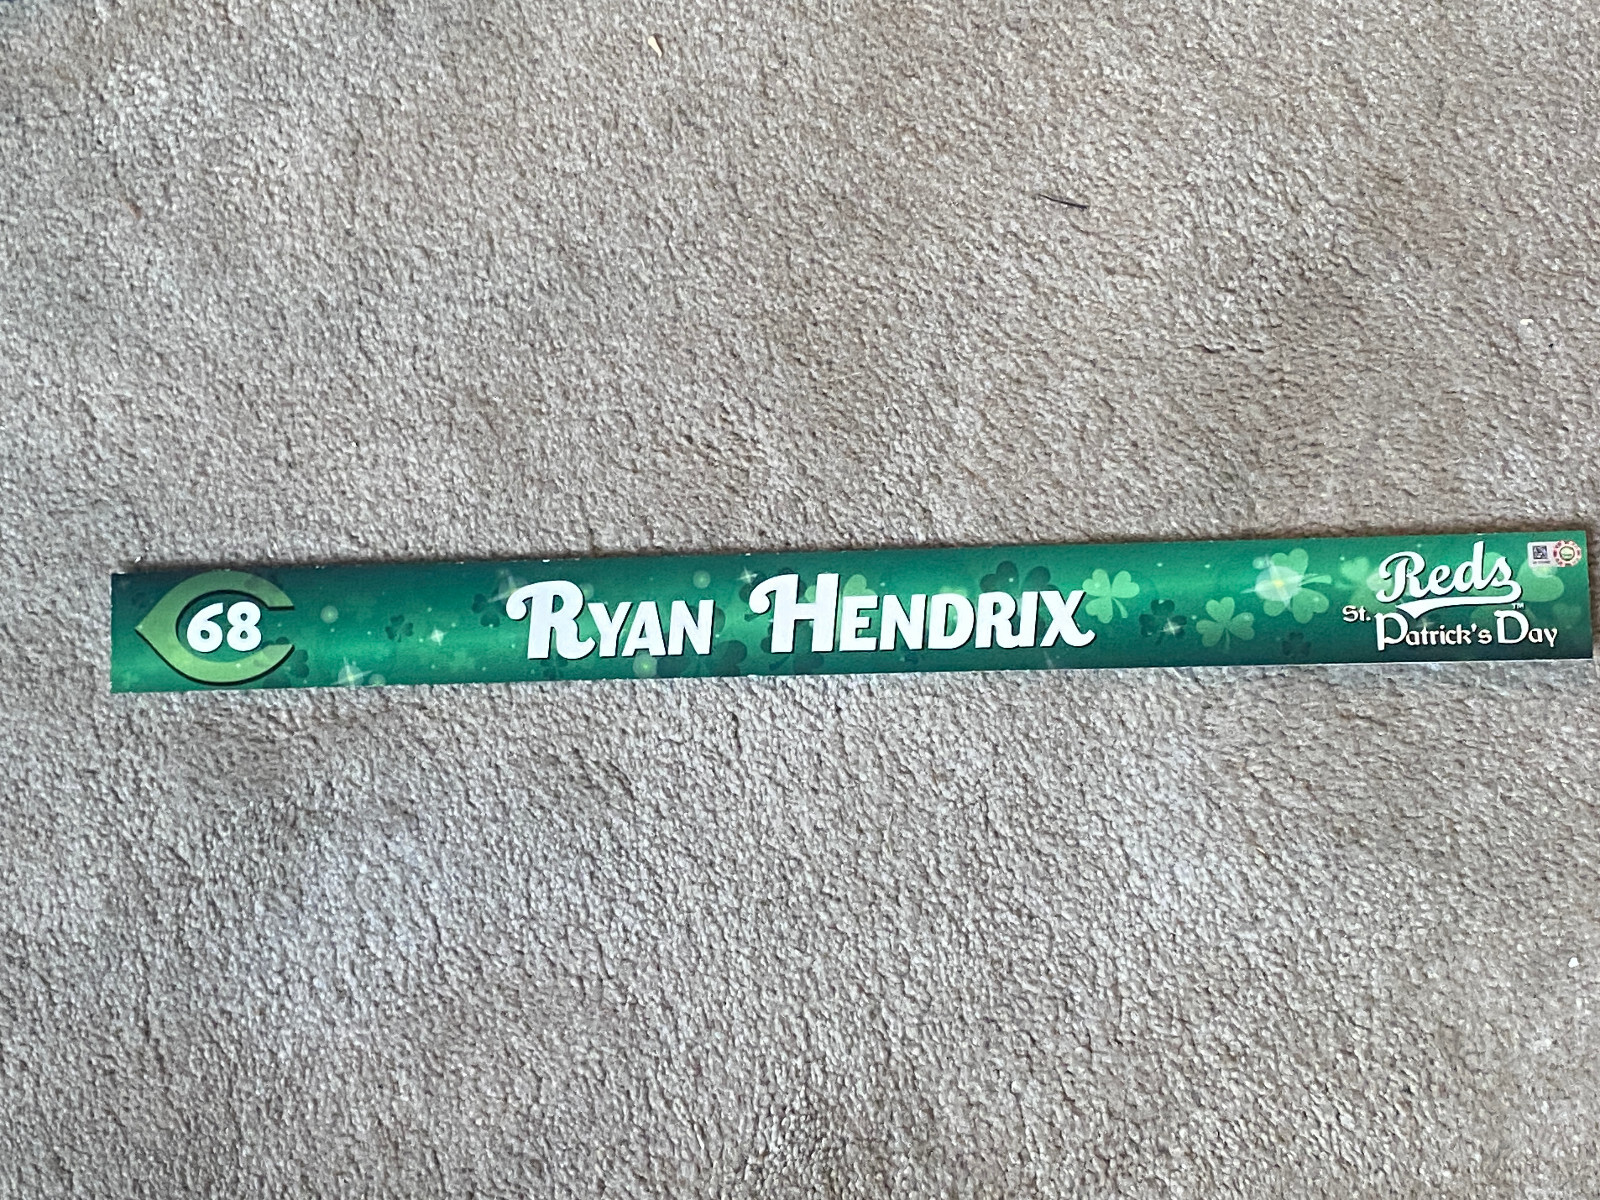 68
RYAN HENDRIX
Reds
St. Patrick's Day